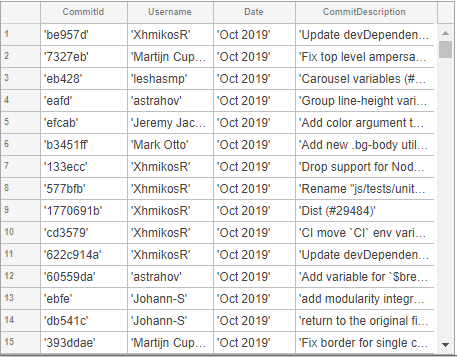 CommitId Username Date CommitDescription
1 'be957d' 'XhmikosR' 'Oct 2019' 'Update devDependen...
2 '7327eb' 'Martijn Cup... 'Oct 2019' 'Fix top level ampersa...
3 'eb428' 'leshasmp' 'Oct 2019' 'Carousel variables (#...
4 'eafd' 'astrahov' 'Oct 2019' 'Group line-height vari...
5 'efcab' 'Jeremy Jac... 'Oct 2019' 'Add color argument t...
6 'b3451ff' 'Mark Otto' 'Oct 2019' 'Add new .bg-body util...
7 '133ecc' 'XhmikosR' 'Oct 2019' 'Drop support for Nod...
8 '577bfb' 'XhmikosR' 'Oct 2019' 'Rename "js/tests/unit...
9 '1770691b' 'XhmikosR' 'Oct 2019' 'Dist (#29484)'
10 'cd3579' 'XhmikosR' 'Oct 2019' 'CI move `CI` env varia...
11 '622c914a' 'XhmikosR' 'Oct 2019' 'Update devDependen...
12 '60559da' 'astrahov' 'Oct 2019' 'Add variable for `$bre...
13 'ebfe' 'Johann-S' 'Oct 2019' 'add modularity integr...
14 'db541c' 'Johann-S' 'Oct 2019' 'return to the original fi...
15 '393ddae' 'Martijn Cup... 'Oct 2019' 'Fix border for single c...